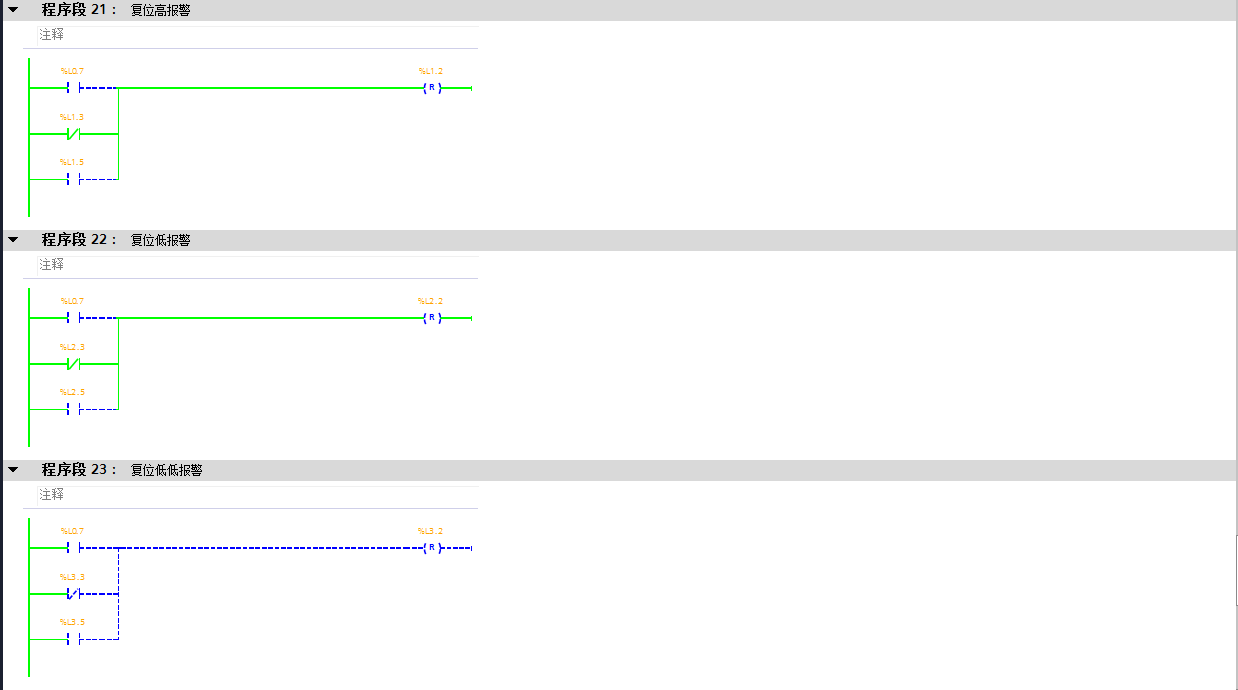 程序段 21： 复位高报警
注释
%L0.7 %L1.2
R
%L1.3
%L1.5
程序段 22： 复位低报警
注释
%L0.7 %L2.2
R
%L2.3
%L2.5
程序段 23： 复位低低报警
注释
%L0.7 %L3.2
R
%L3.3
%L3.5